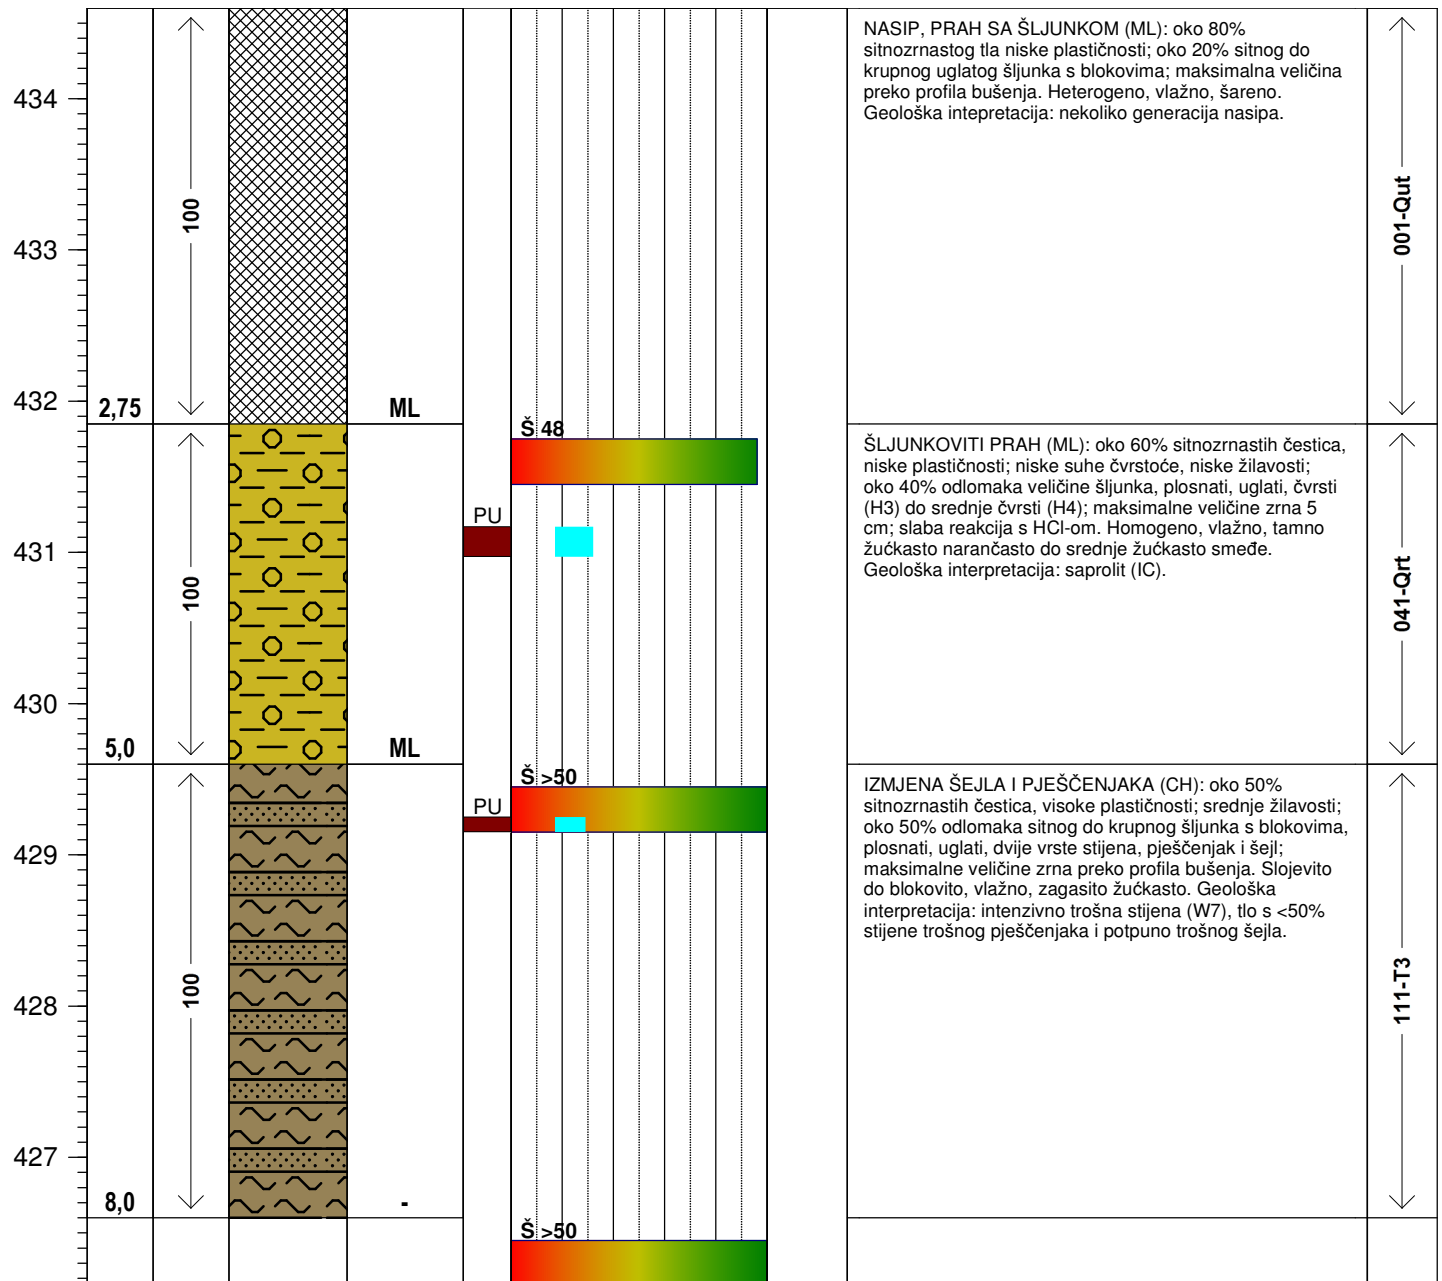 434
433
432
431
430
429
428
427
2,75
5,0
8,0
100
100
100
ML
ML
-
PU
PU
Š 48
Š >50
Š >50
NASIP, PRAH SA ŠLJUNKOM (ML): oko 80%
sitnozrnastog tla niske plastičnosti; oko 20% sitnog do
krupnog uglatog šljunka s blokovima; maksimalna veličina
preko profila bušenja. Heterogeno, vlažno, šareno.
Geološka intepretacija: nekoliko generacija nasipa.
ŠLJUNKOVITI PRAH (ML): oko 60% sitnozrnastih čestica,
niske plastičnosti; niske suhe čvrstoće, niske žilavosti;
oko 40% odlomaka veličine šljunka, plosnati, uglati, čvrsti
(H3) do srednje čvrsti (H4); maksimalne veličine zrna 5
cm; slaba reakcija s HCl-om. Homogeno, vlažno, tamno
žućkasto narančasto do srednje žućkasto smeđe.
Geološka interpretacija: saprolit (IC).
IZMJENA ŠEJLA I PJEŠČENJAKA (CH): oko 50%
sitnozrnastih čestica, visoke plastičnosti; srednje žilavosti;
oko 50% odlomaka sitnog do krupnog šljunka s blokovima,
plosnati, uglati, dvije vrste stijena, pješčenjak i šejl;
maksimalne veličine zrna preko profila bušenja. Slojevito
do blokovito, vlažno, zagasito žućkasto. Geološka
interpretacija: intenzivno trošna stijena (W7), tlo s <50%
stijene trošnog pješčenjaka i potpuno trošnog šejla.
001-Qut
041-Qrt
111-T3